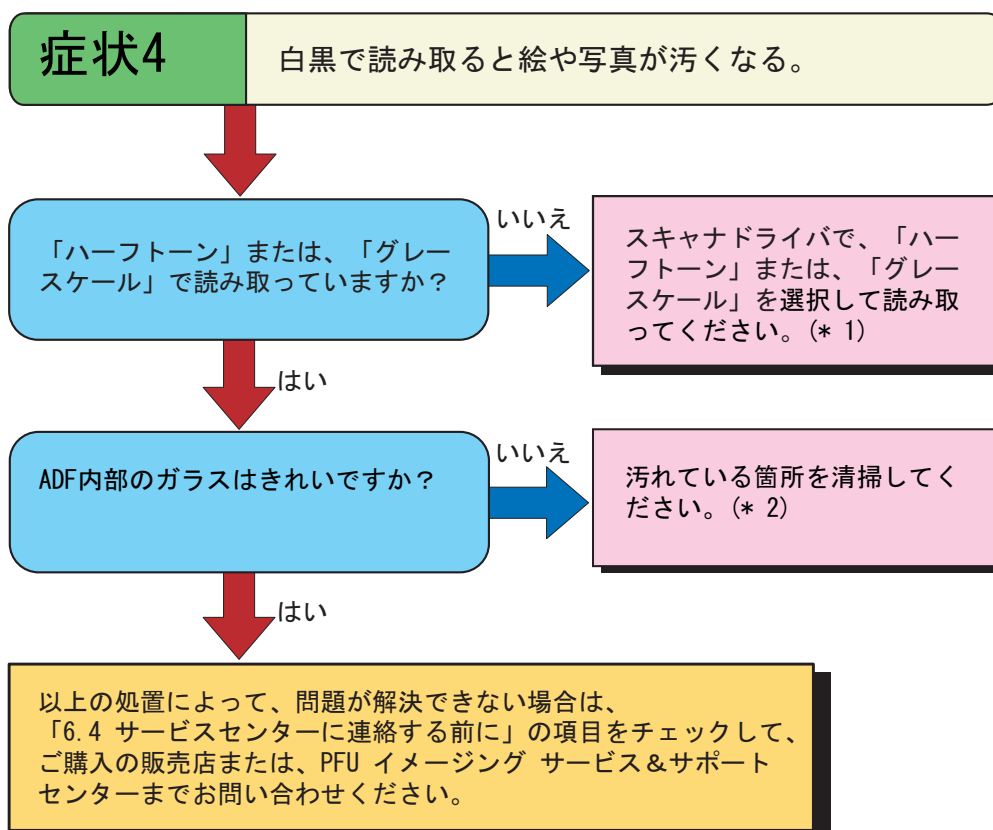 症状4
白黒で読み取ると絵や写真が汚くなる。
「ハーフトーン」または、「グレー
スケール」で読み取っていますか？
いいえ
スキャナドライバで、「ハー
フトーン」または、「グレー
スケール」を選択して読み取
ってください。(* 1)
はい
ADF内部のガラスはきれいですか？
いいえ
汚れている箇所を清掃してく
ださい。(* 2)
はい
以上の処置によって、問題が解決できない場合は、
「6.4 サービスセンターに連絡する前に」の項目をチェックして、
ご購入の販売店または、PFU イメージング サービス＆サポート
センターまでお問い合わせください。